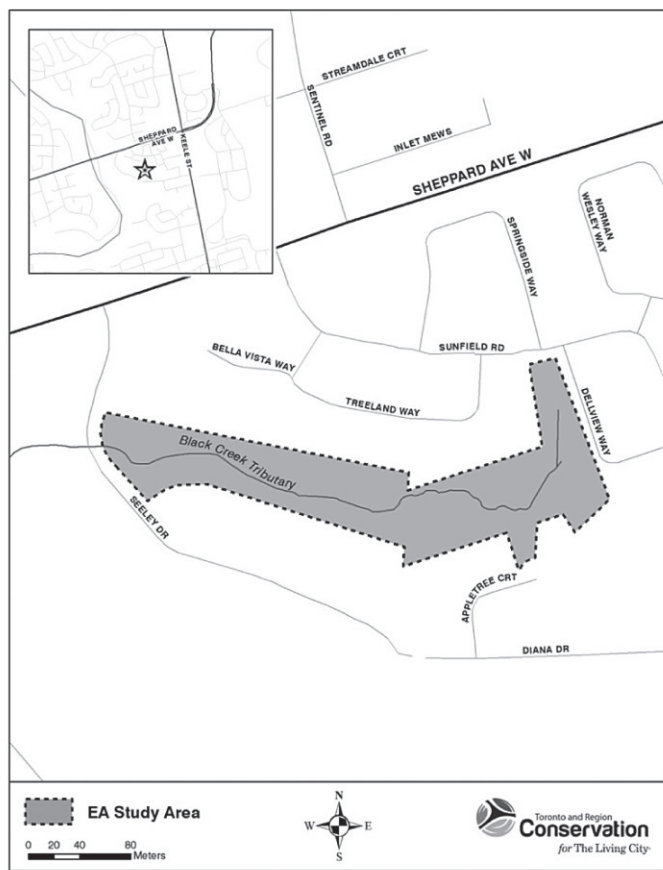 SHEPPARD
AVE W
KEELE ST
STREAMDALE CRT
SENTINEL RD
INLET MEWS
SHEPPARD AVE W
NORMAN
WESLEY WAY
SPRINGSIDE WAY
SUNFIELD RD
BELLA VISTA WAY
TREELAND WAY
DELLVIEW WAY
Black Creek Tributary
SEELEY DR
APPLETREE CRT
DIANA DR
EA Study Area
0 20 40 80
Meters
N
W E
S
Toronto and Region
Conservation
for The Living City